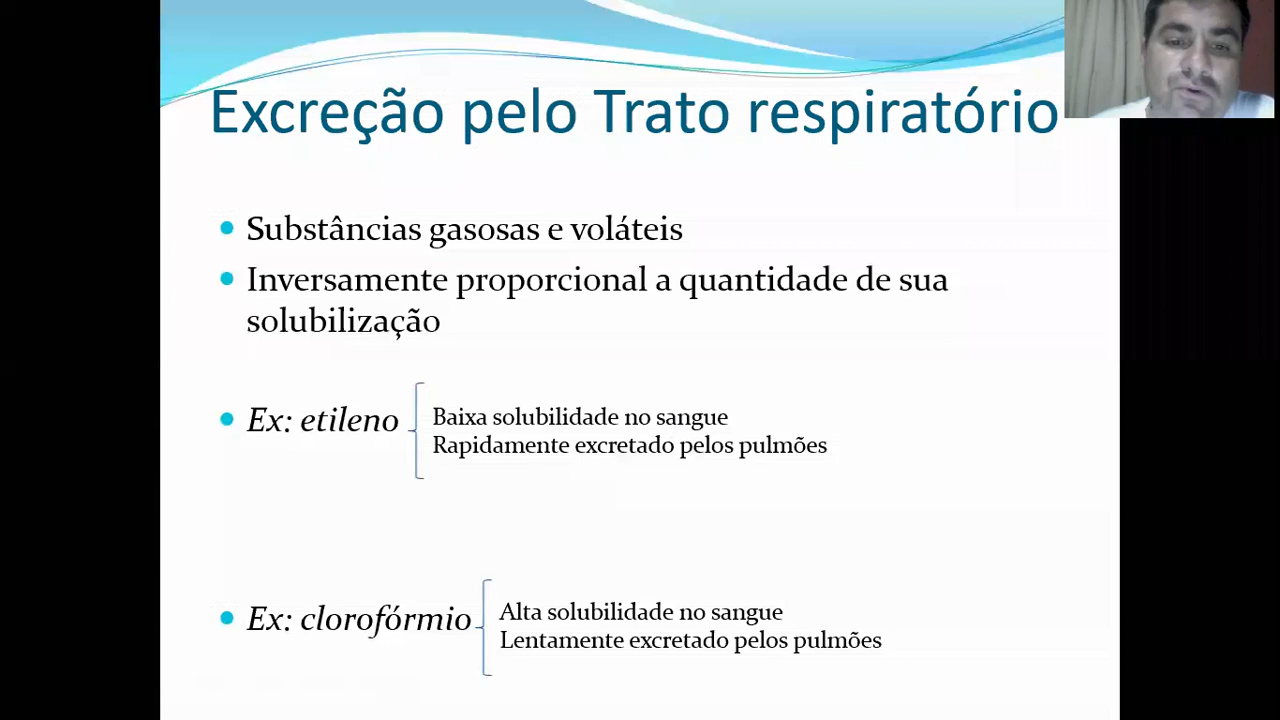 Excreção pelo Trato respiratório
Substâncias gasosas e voláteis
Inversamente proporcional a quantidade de sua
solubilização
Ex: etileno
Baixa solubilidade no sangue
Rapidamente excretado pelos pulmões
Ex: clorofórmio
Alta solubilidade no sangue
Lentamente excretado pelos pulmões